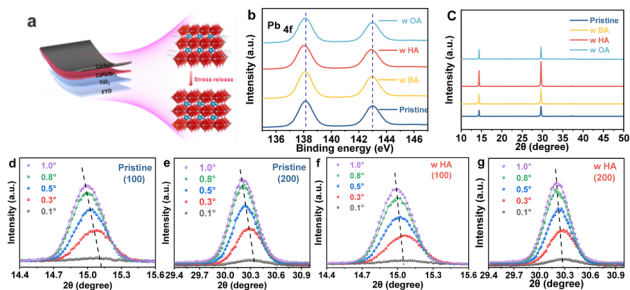 a
Stress release
TiO₂
FTO
b
Pb 4f
w OA
w HA
w BA
Pristine
Intensity (a.u.)
138 141 143 145 147
Binding energy (eV)
C
Pristine
w BA
w HA
w OA
Intensity (a.u.)
10 15 20 25 30 35 40 45 50
2θ (degree)
d
Pristine
(100)
1.0°
0.8°
0.5°
0.3°
0.1°
Intensity (a.u.)
14.4 14.7 15.0 15.3 15.6
2θ (degree)
e
Pristine
(200)
1.0°
0.8°
0.5°
0.3°
0.1°
Intensity (a.u.)
29.4 29.7 30.0 30.3 30.6 30.9
2θ (degree)
f
w HA
(100)
1.0°
0.8°
0.5°
0.3°
0.1°
Intensity (a.u.)
14.4 14.7 15.0 15.3 15.6
2θ (degree)
g
w HA
(200)
1.0°
0.8°
0.5°
0.3°
0.1°
Intensity (a.u.)
29.4 29.7 30.0 30.3 30.6 30.9
2θ (degree)